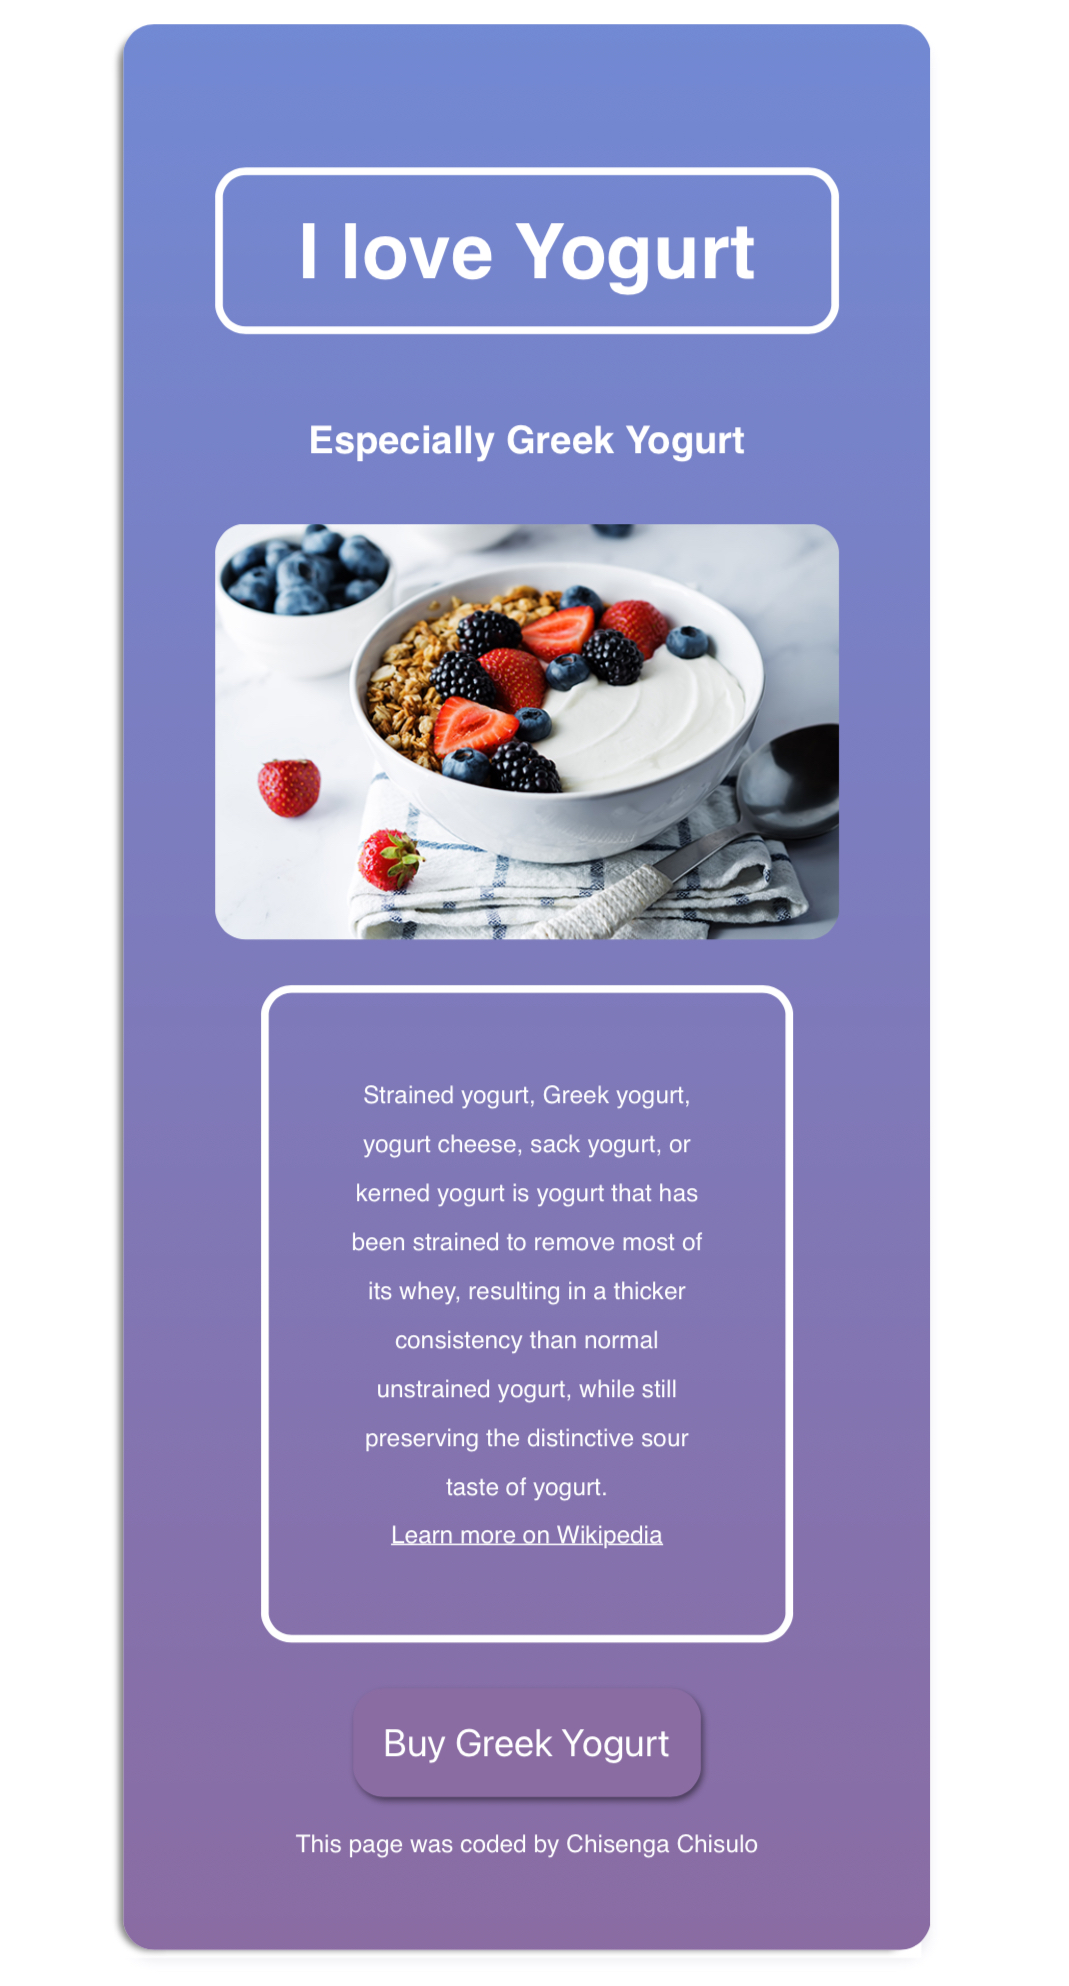 I love Yogurt
Especially Greek Yogurt
Strained yogurt, Greek yogurt,
yogurt cheese, sack yogurt, or
kerned yogurt is yogurt that has
been strained to remove most of
its whey, resulting in a thicker
consistency than normal
unstrained yogurt, while still
preserving the distinctive sour
taste of yogurt.
Learn more on Wikipedia
Buy Greek Yogurt
This page was coded by Chisenga Chisulo